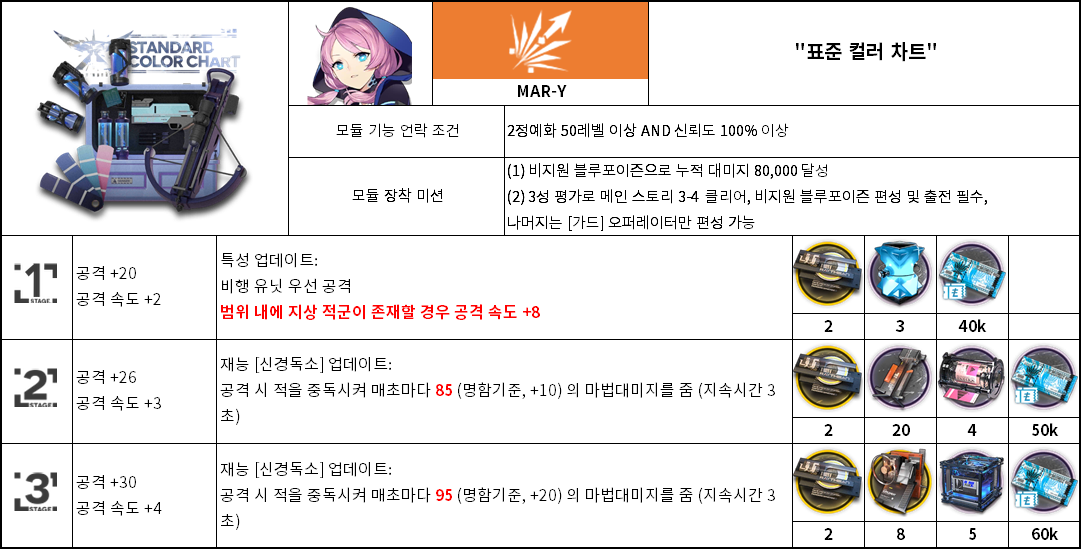 STANDARD
COLOR CHART
MAR-Y
"표준 컬러 차트"
모듈 기능 언락 조건
2정예화 50레벨 이상 AND 신뢰도 100% 이상
모듈 장착 미션
(1) 비지원 블루포이즌으로 누적 대미지 80,000 달성
(2) 3성 평가로 메인 스토리 3-4 클리어, 비지원 블루포이즌 편성 및 출전 필수,
나머지는 [가드] 오퍼레이터만 편성 가능
1
STAGE
공격 +20
공격 속도 +2
특성 업데이트:
비행 유닛 우선 공격
범위 내에 지상 적군이 존재할 경우 공격 속도 +8
2
3
40k
2
STAGE
공격 +26
공격 속도 +3
재능 [신경독소] 업데이트:
공격 시 적을 중독시켜 매초마다 85 (명함기준, +10) 의 마법대미지를 줌 (지속시간 3
초)
2
20
4
50k
3
STAGE
공격 +30
공격 속도 +4
재능 [신경독소] 업데이트:
공격 시 적을 중독시켜 매초마다 95 (명함기준, +20) 의 마법대미지를 줌 (지속시간 3
초)
2
8
5
60k